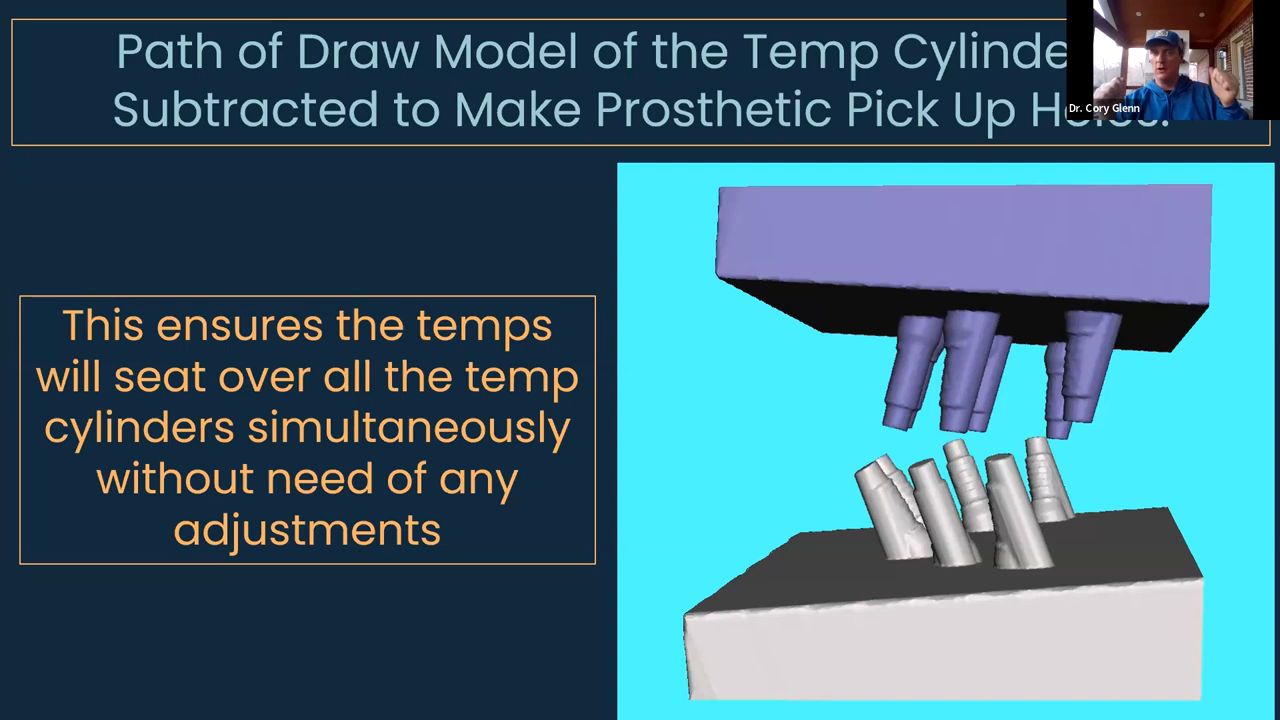 Path of Draw Model of the Temp
Subtracted to Make Prosthetic Pick Up
Dr. Cory Glenn
This ensures the temps
will seat over all the temp
cylinders simultaneously
without need of any
adjustments